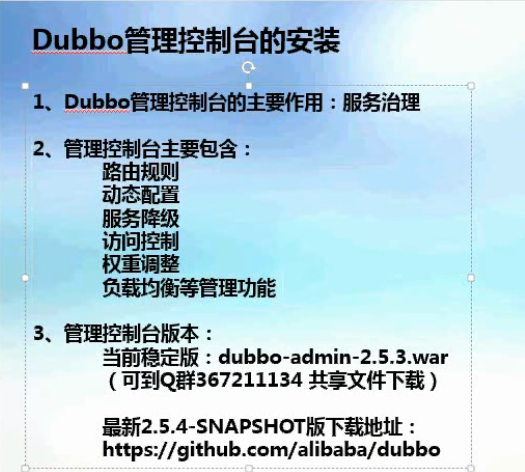 Dubbo管理控制台的安装
1、Dubbo管理控制台的主要作用：服务治理
2、管理控制台主要包含：
路由规则
动态配置
服务降级
访问控制
权重调整
负载均衡等管理功能
3、管理控制台版本：
当前稳定版：dubbo-admin-2.5.3.war
（可到Q群367211134 共享文件下载）
最新2.5.4-SNAPSHOT版下载地址：
https://github.com/alibaba/dubbo